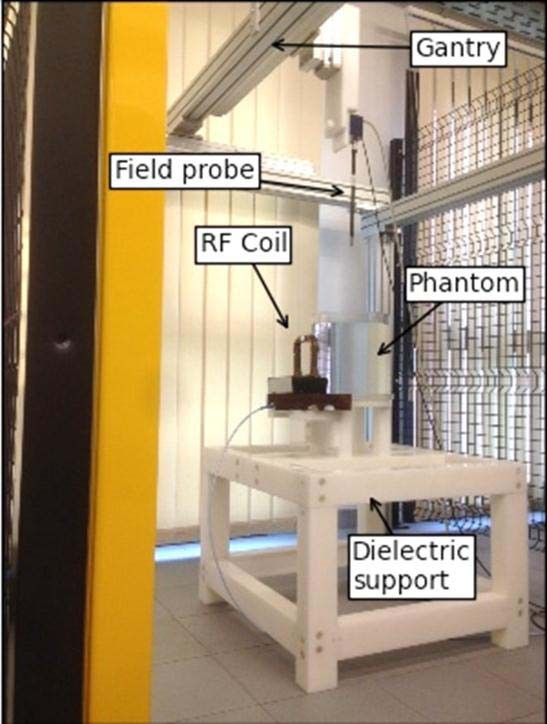 Gantry
Field probe
RF Coil
Phantom
Dielectric
support